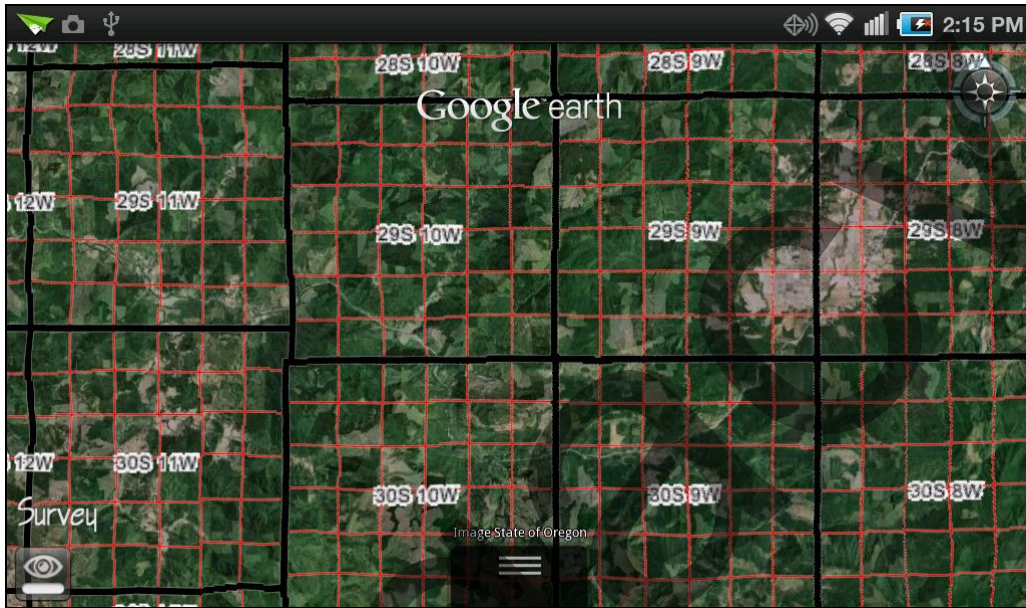 2:15 PM
12W 28S 11W 28S 10W 28S 9W 28S 8W
Google earth
12W 29S 11W 29S 10W 29S 9W 29S 8W
12W 30S 11W 30S 10W 30S 9W 30S 8W
Survey
Image State of Oregon